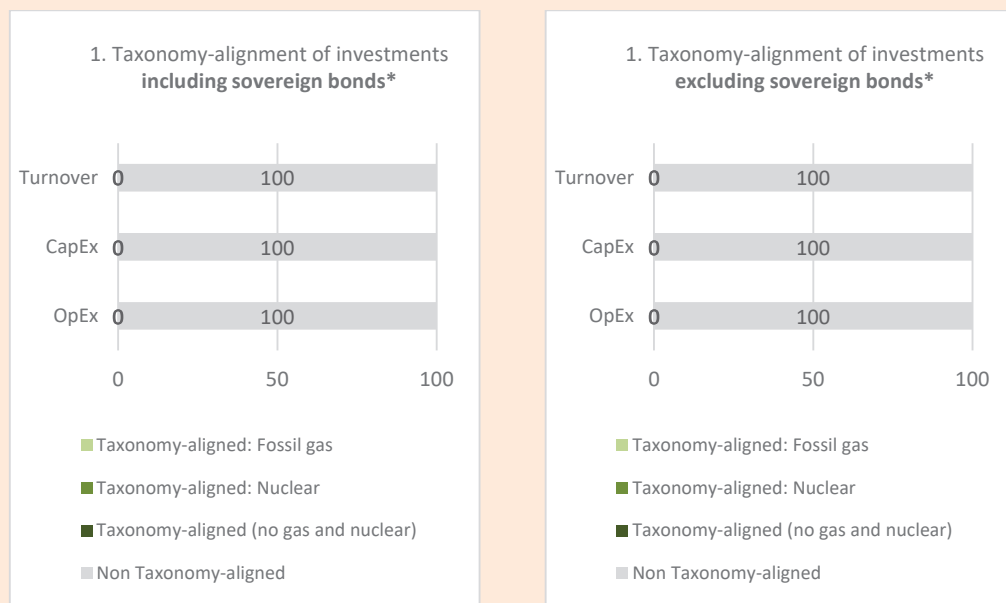 1. Taxonomy-alignment of investments
including sovereign bonds*
Turnover 0 100
CapEx 0 100
OpEx 0 100
0 50 100
Taxonomy-aligned: Fossil gas
Taxonomy-aligned: Nuclear
Taxonomy-aligned (no gas and nuclear)
Non Taxonomy-aligned
1. Taxonomy-alignment of investments
excluding sovereign bonds*
Turnover 0 100
CapEx 0 100
OpEx 0 100
0 50 100
Taxonomy-aligned: Fossil gas
Taxonomy-aligned: Nuclear
Taxonomy-aligned (no gas and nuclear)
Non Taxonomy-aligned